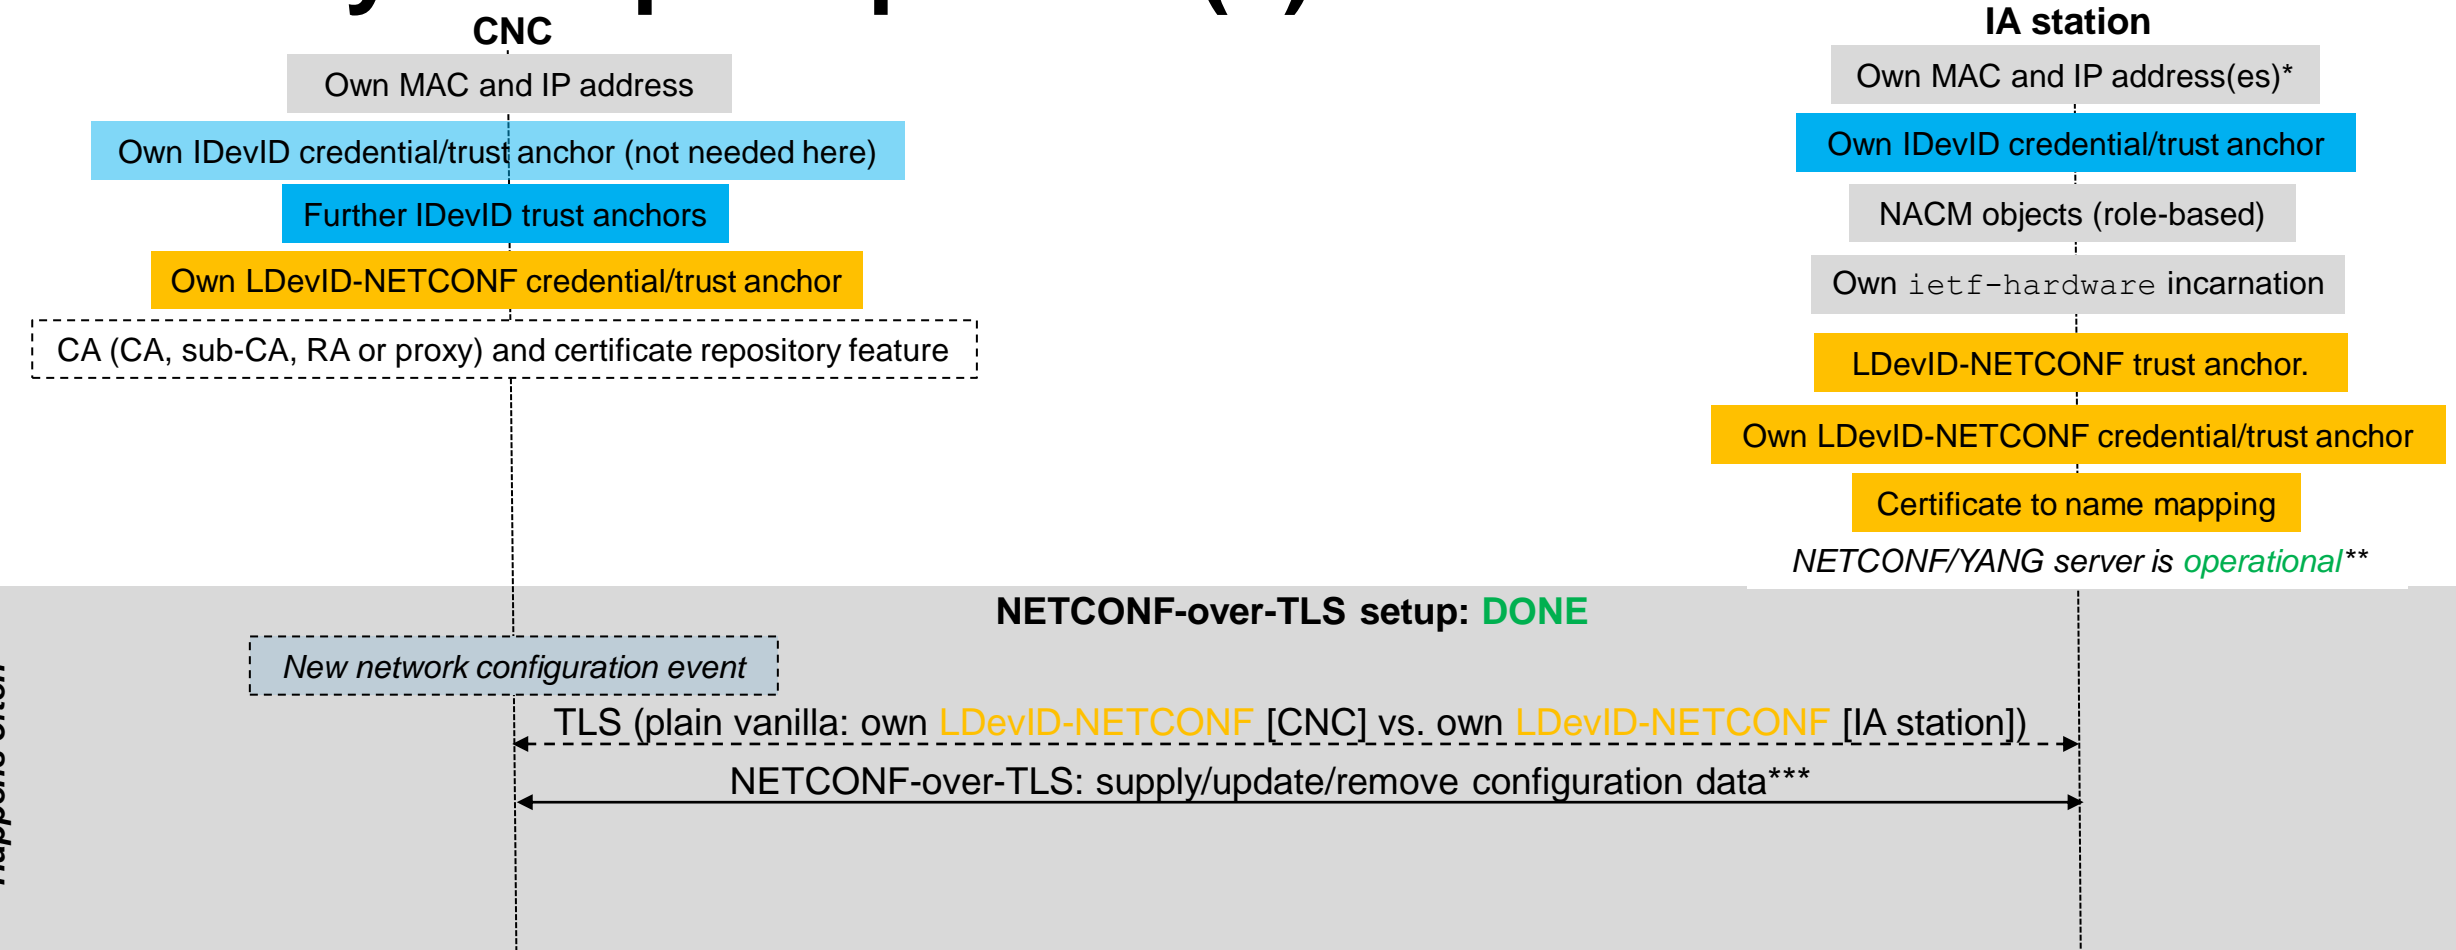 CNC
IA station
Own MAC and IP address
Own IDevID credential/trust anchor (not needed here)
Further IDevID trust anchors
Own LDevID-NETCONF credential/trust anchor
CA (CA, sub-CA, RA or proxy) and certificate repository feature
Own MAC and IP address(es)*
Own IDevID credential/trust anchor
NACM objects (role-based)
Own ietf-hardware incarnation
LDevID-NETCONF trust anchor.
Own LDevID-NETCONF credential/trust anchor
Certificate to name mapping
NETCONF/YANG server is operational**
NETCONF-over-TLS setup: DONE
New network configuration event
TLS (plain vanilla: own LDevID-NETCONF [CNC] vs. own LDevID-NETCONF [IA station])
NETCONF-over-TLS: supply/update/remove configuration data***